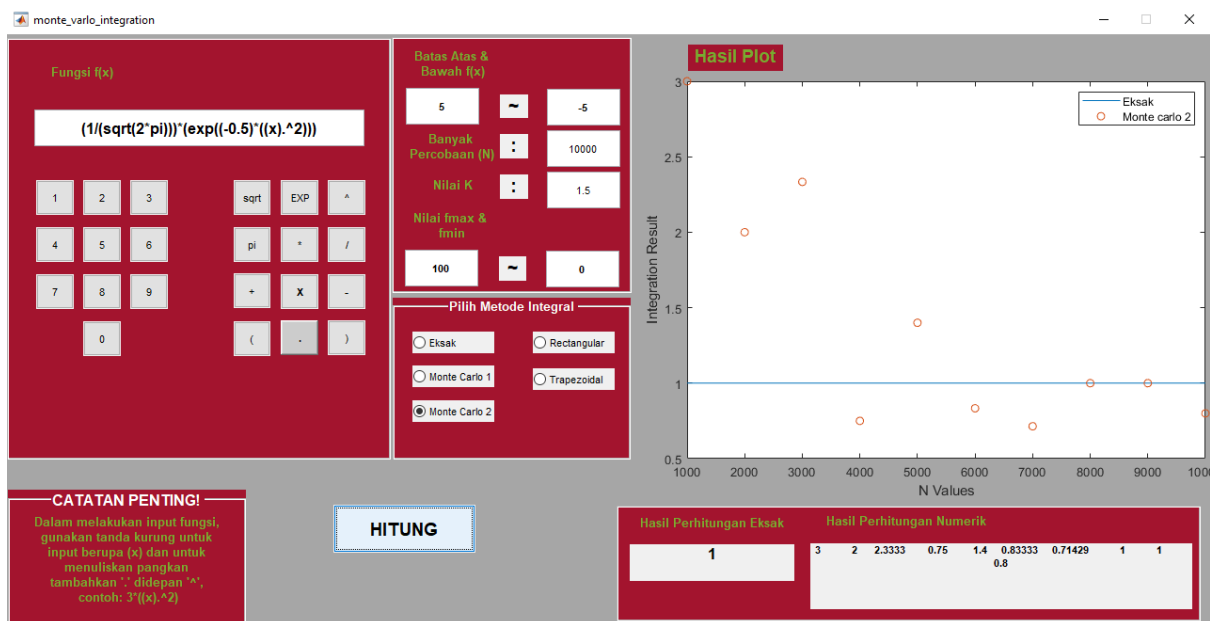 monte_varlo_integration
Fungsi f(x)
(1/(sqrt(2*pi)))*(exp((-0.5)*((x).^2)))
1 2 3 sqrt EXP ^
4 5 6 pi * /
7 8 9 + X -
0 ( . )
Batas Atas &
Bawah f(x)
5 ~ -5
Banyak
Percobaan (N) : 10000
Nilai K : 1.5
Nilai fmax &
fmin
100 ~ 0
Pilih Metode Integral
Eksak Rectangular
Monte Carlo 1 Trapezoidal
Monte Carlo 2
Hasil Plot
Eksak
Monte carlo 2
3
2.5
2
1.5
1
0.5
Integration Result
1000 2000 3000 4000 5000 6000 7000 8000 9000 1000
N Values
CATATAN PENTING!
Dalam melakukan input fungsi,
gunakan tanda kurung untuk
input berupa (x) dan untuk
menuliskan pangkan
tambahkan '.' didepan '^',
contoh: 3*((x).^2)
HITUNG
Hasil Perhitungan Eksak
1
Hasil Perhitungan Numerik
3 2 2.3333 0.75 1.4 0.83333 0.71429 1 1
0.8